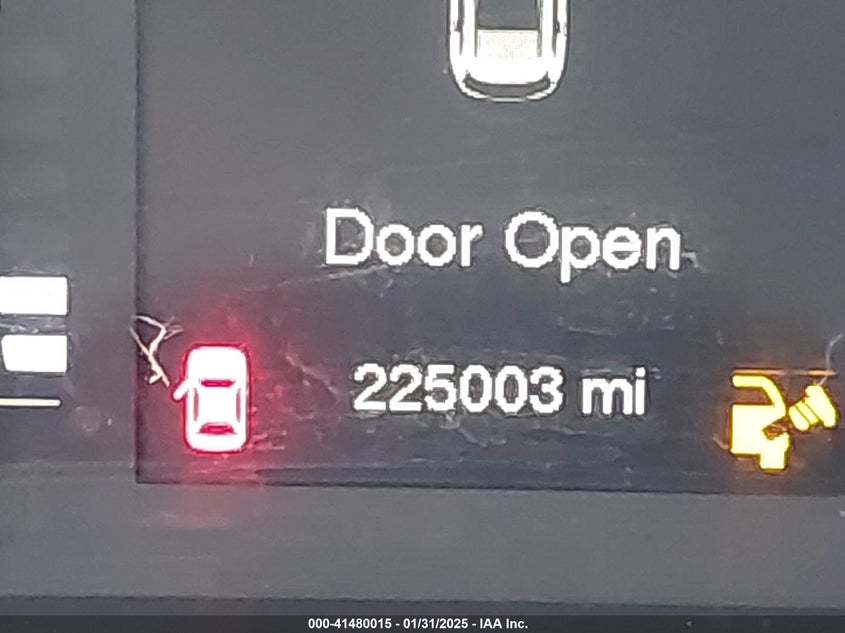 Door Open
225003 mi
000-41480015 - 01/31/2025 - IAA Inc.